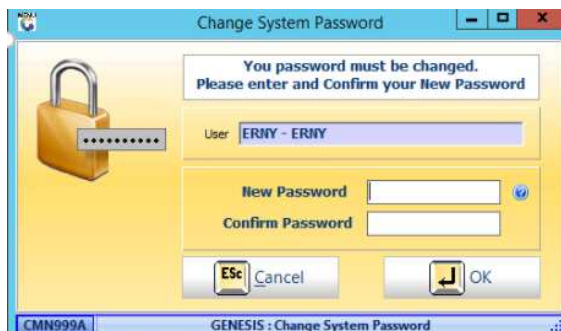 Change System Password
You password must be changed.
Please enter and Confirm your New Password
User ERNY - ERNY
New Password
Confirm Password
ESc Cancel
OK
CMN999A GENESIS : Change System Password